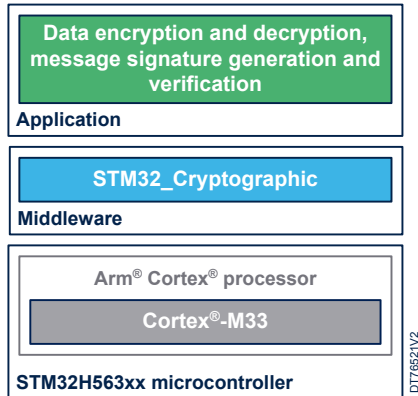 Data encryption and decryption,
message signature generation and
verification
Application
STM32_Cryptographic
Middleware
Arm® Cortex® processor
Cortex®-M33
STM32H563xx microcontroller
DT76521V2